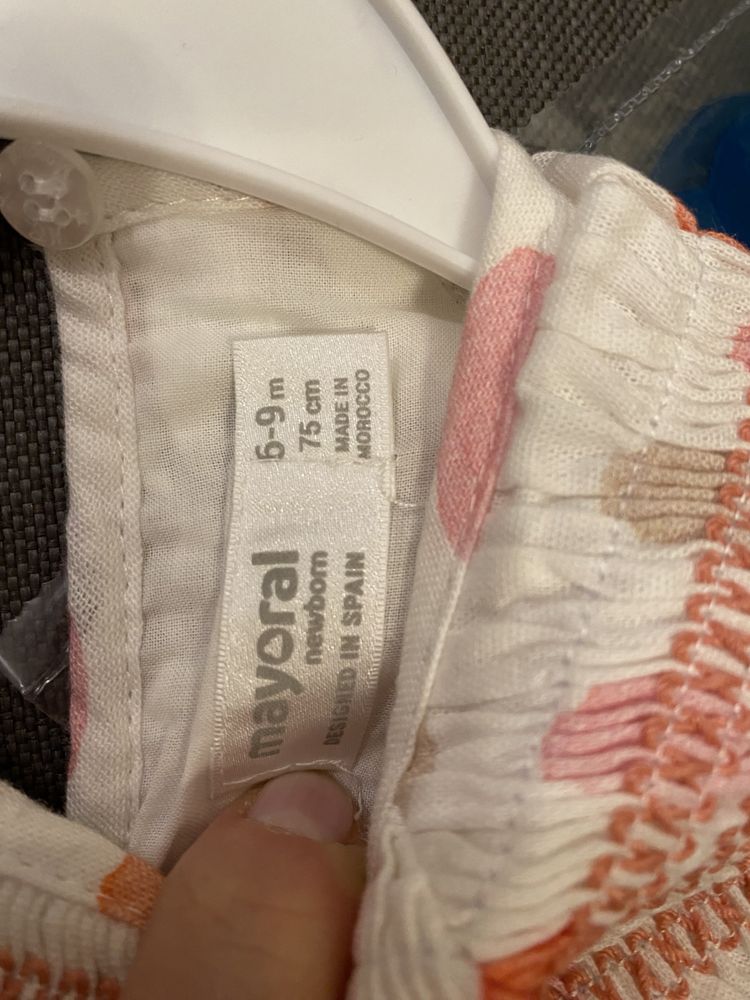 mayoral
newborn
DESIGNED IN SPAIN
6-9 m
75 cm
MADE IN
MOROCCO